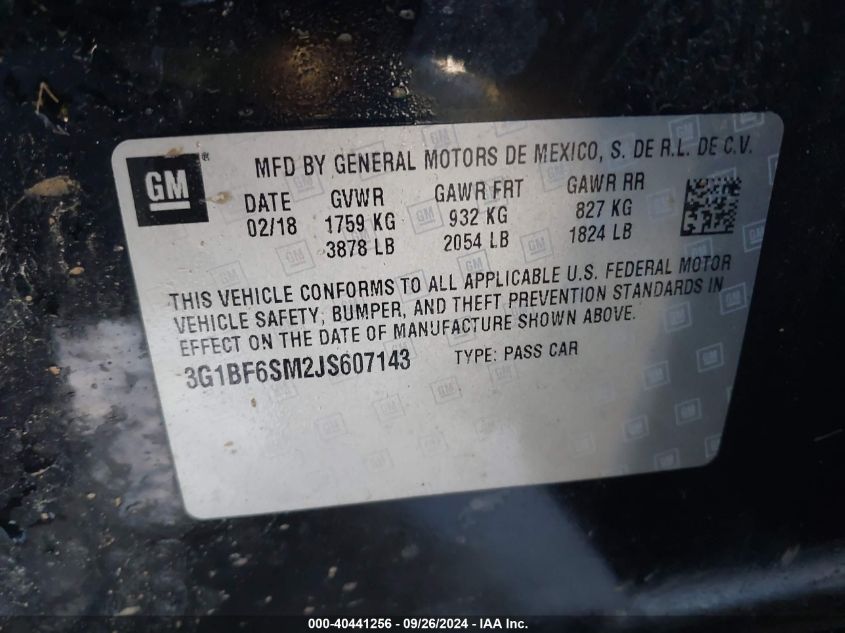 GM ® MFD BY GENERAL MOTORS DE MEXICO, S. DE R.L. DE C.V.
DATE GVWR GAWR FRT GAWR RR
02/18 1759 KG 932 KG 827 KG
3878 LB 2054 LB 1824 LB
THIS VEHICLE CONFORMS TO ALL APPLICABLE U.S. FEDERAL MOTOR
VEHICLE SAFETY, BUMPER, AND THEFT PREVENTION STANDARDS IN
EFFECT ON THE DATE OF MANUFACTURE SHOWN ABOVE.
3G1BF6SM2JS607143 TYPE: PASS CAR
000-40441256 - 09/26/2024 - IAA Inc.